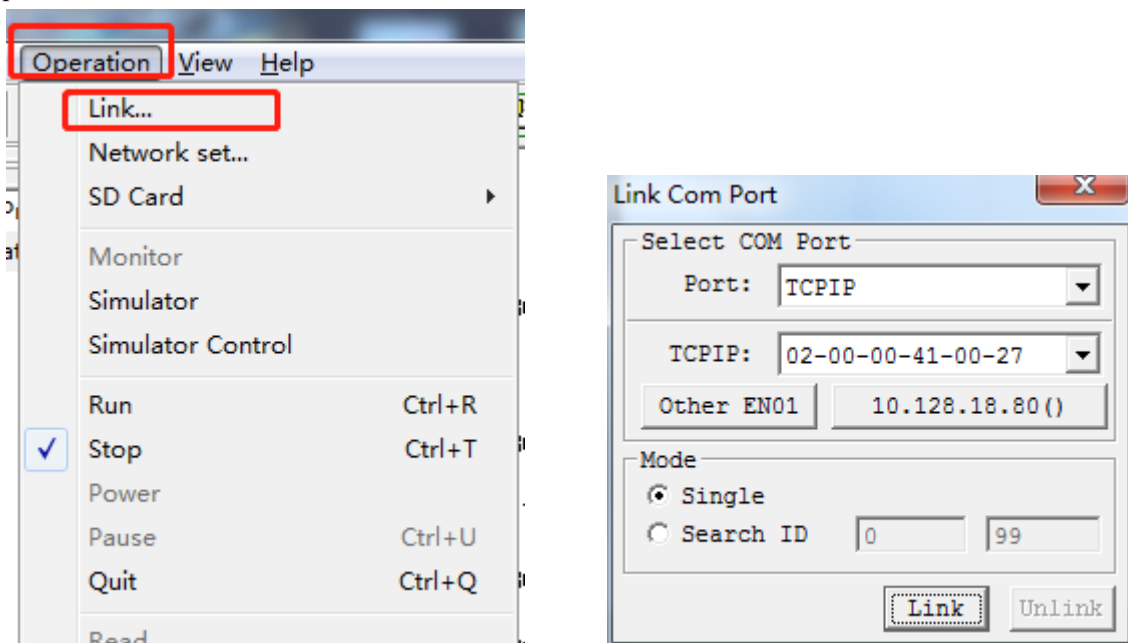 Operation View Help
Link...
Network set...
SD Card
Monitor
Simulator
Simulator Control
Run Ctrl+R
Stop Ctrl+T
Power
Pause Ctrl+U
Quit Ctrl+Q
Read
Link Com Port
Select COM Port
Port: TCPIP
TCPIP: 02-00-00-41-00-27
Other EN01 10.128.18.80()
Mode
Single
Search ID 0 99
Link Unlink